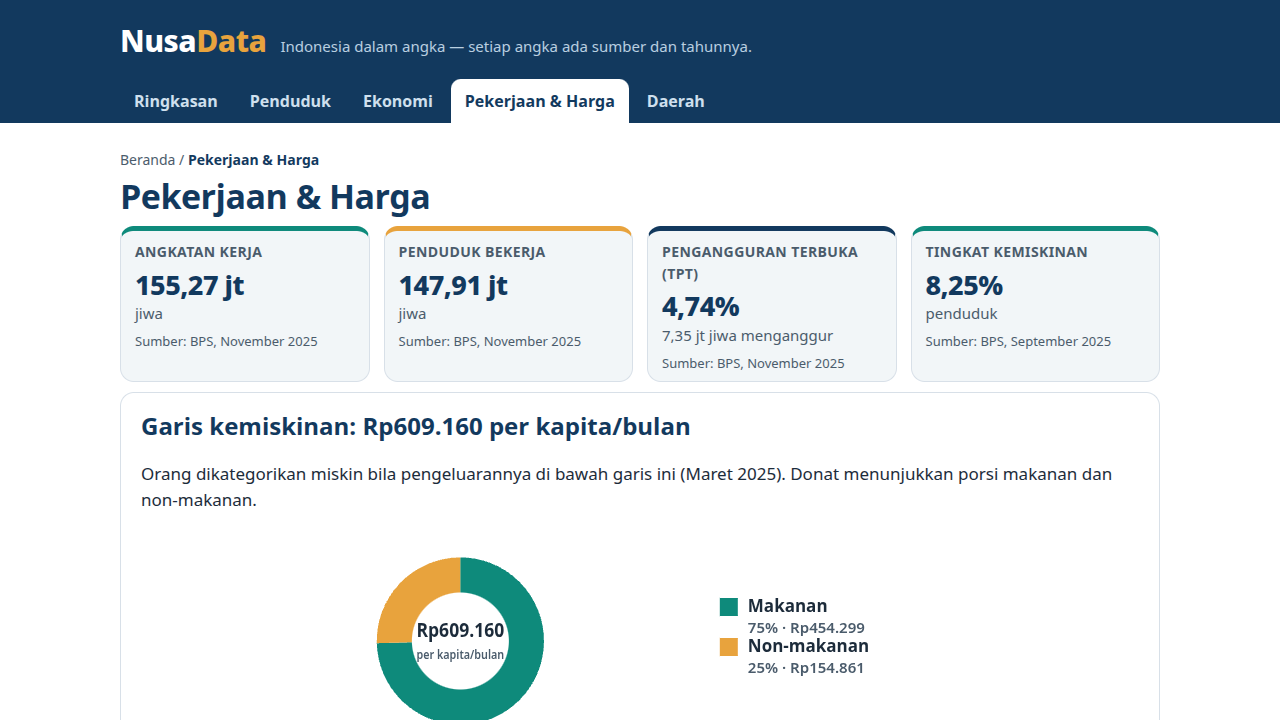 NusaData Indonesia dalam angka — setiap angka ada sumber dan tahunnya.
Ringkasan Penduduk Ekonomi Pekerjaan & Harga Daerah
Beranda / Pekerjaan & Harga
Pekerjaan & Harga
ANGKATAN KERJA
155,27 jt
jiwa
Sumber: BPS, November 2025
PENDUDUK BEKERJA
147,91 jt
jiwa
Sumber: BPS, November 2025
PENGANGGURAN TERBUKA
(TPT)
4,74%
7,35 jt jiwa menganggur
Sumber: BPS, November 2025
TINGKAT KEMISKINAN
8,25%
penduduk
Sumber: BPS, September 2025
Garis kemiskinan: Rp609.160 per kapita/bulan
Orang dikategorikan miskin bila pengeluarannya di bawah garis ini (Maret 2025). Donat menunjukkan porsi makanan dan
non-makanan.
Rp609.160
per kapita/bulan
Makanan
75% · Rp454.299
Non-makanan
25% · Rp154.861